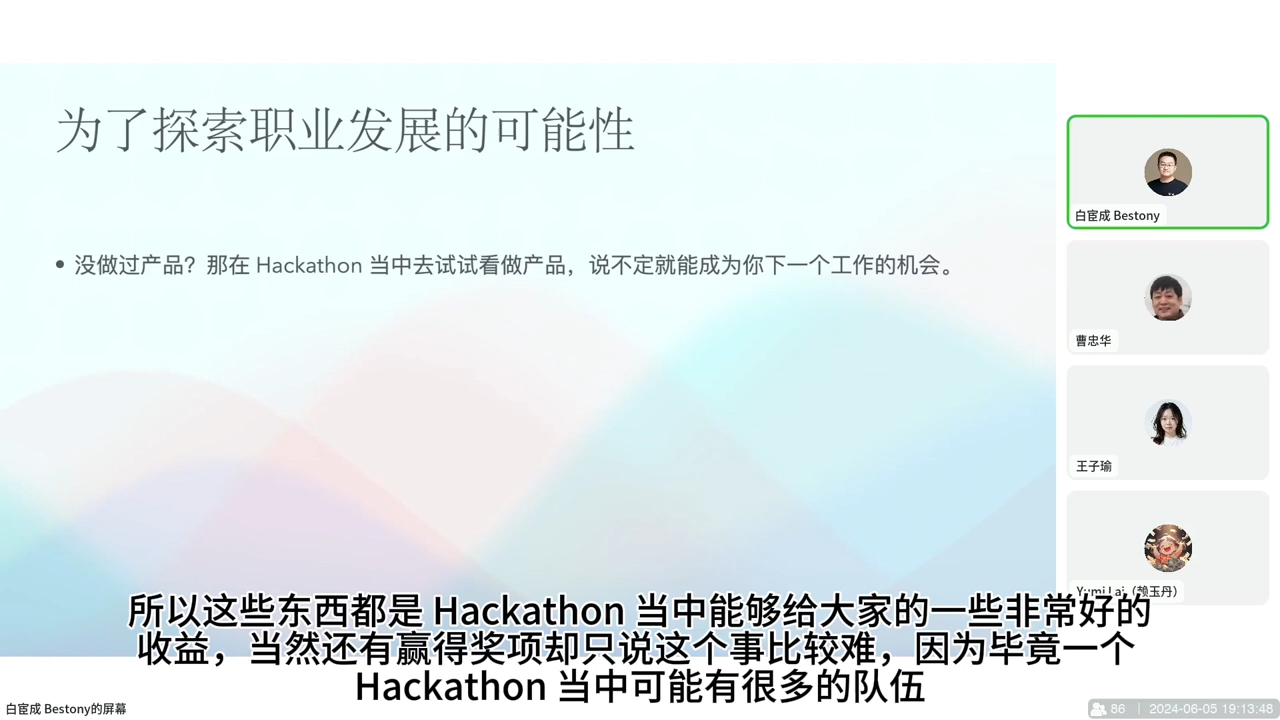 为了探索职业发展的可能性
• 没做过产品？那在 Hackathon 当中去试试看做产品，说不定就能成为你下一个工作的机会。
白宦成 Bestony
曹忠华
王子瑜
Yumi Lai（赖玉丹）
所以这些东西都是 Hackathon 当中能够给大家的一些非常好的
收益，当然还有赢得奖项却只说这个事比较难，因为毕竟一个
Hackathon 当中可能有很多的队伍
白宦成 Bestony的屏幕
86 | 2024-06-05 19:13:48